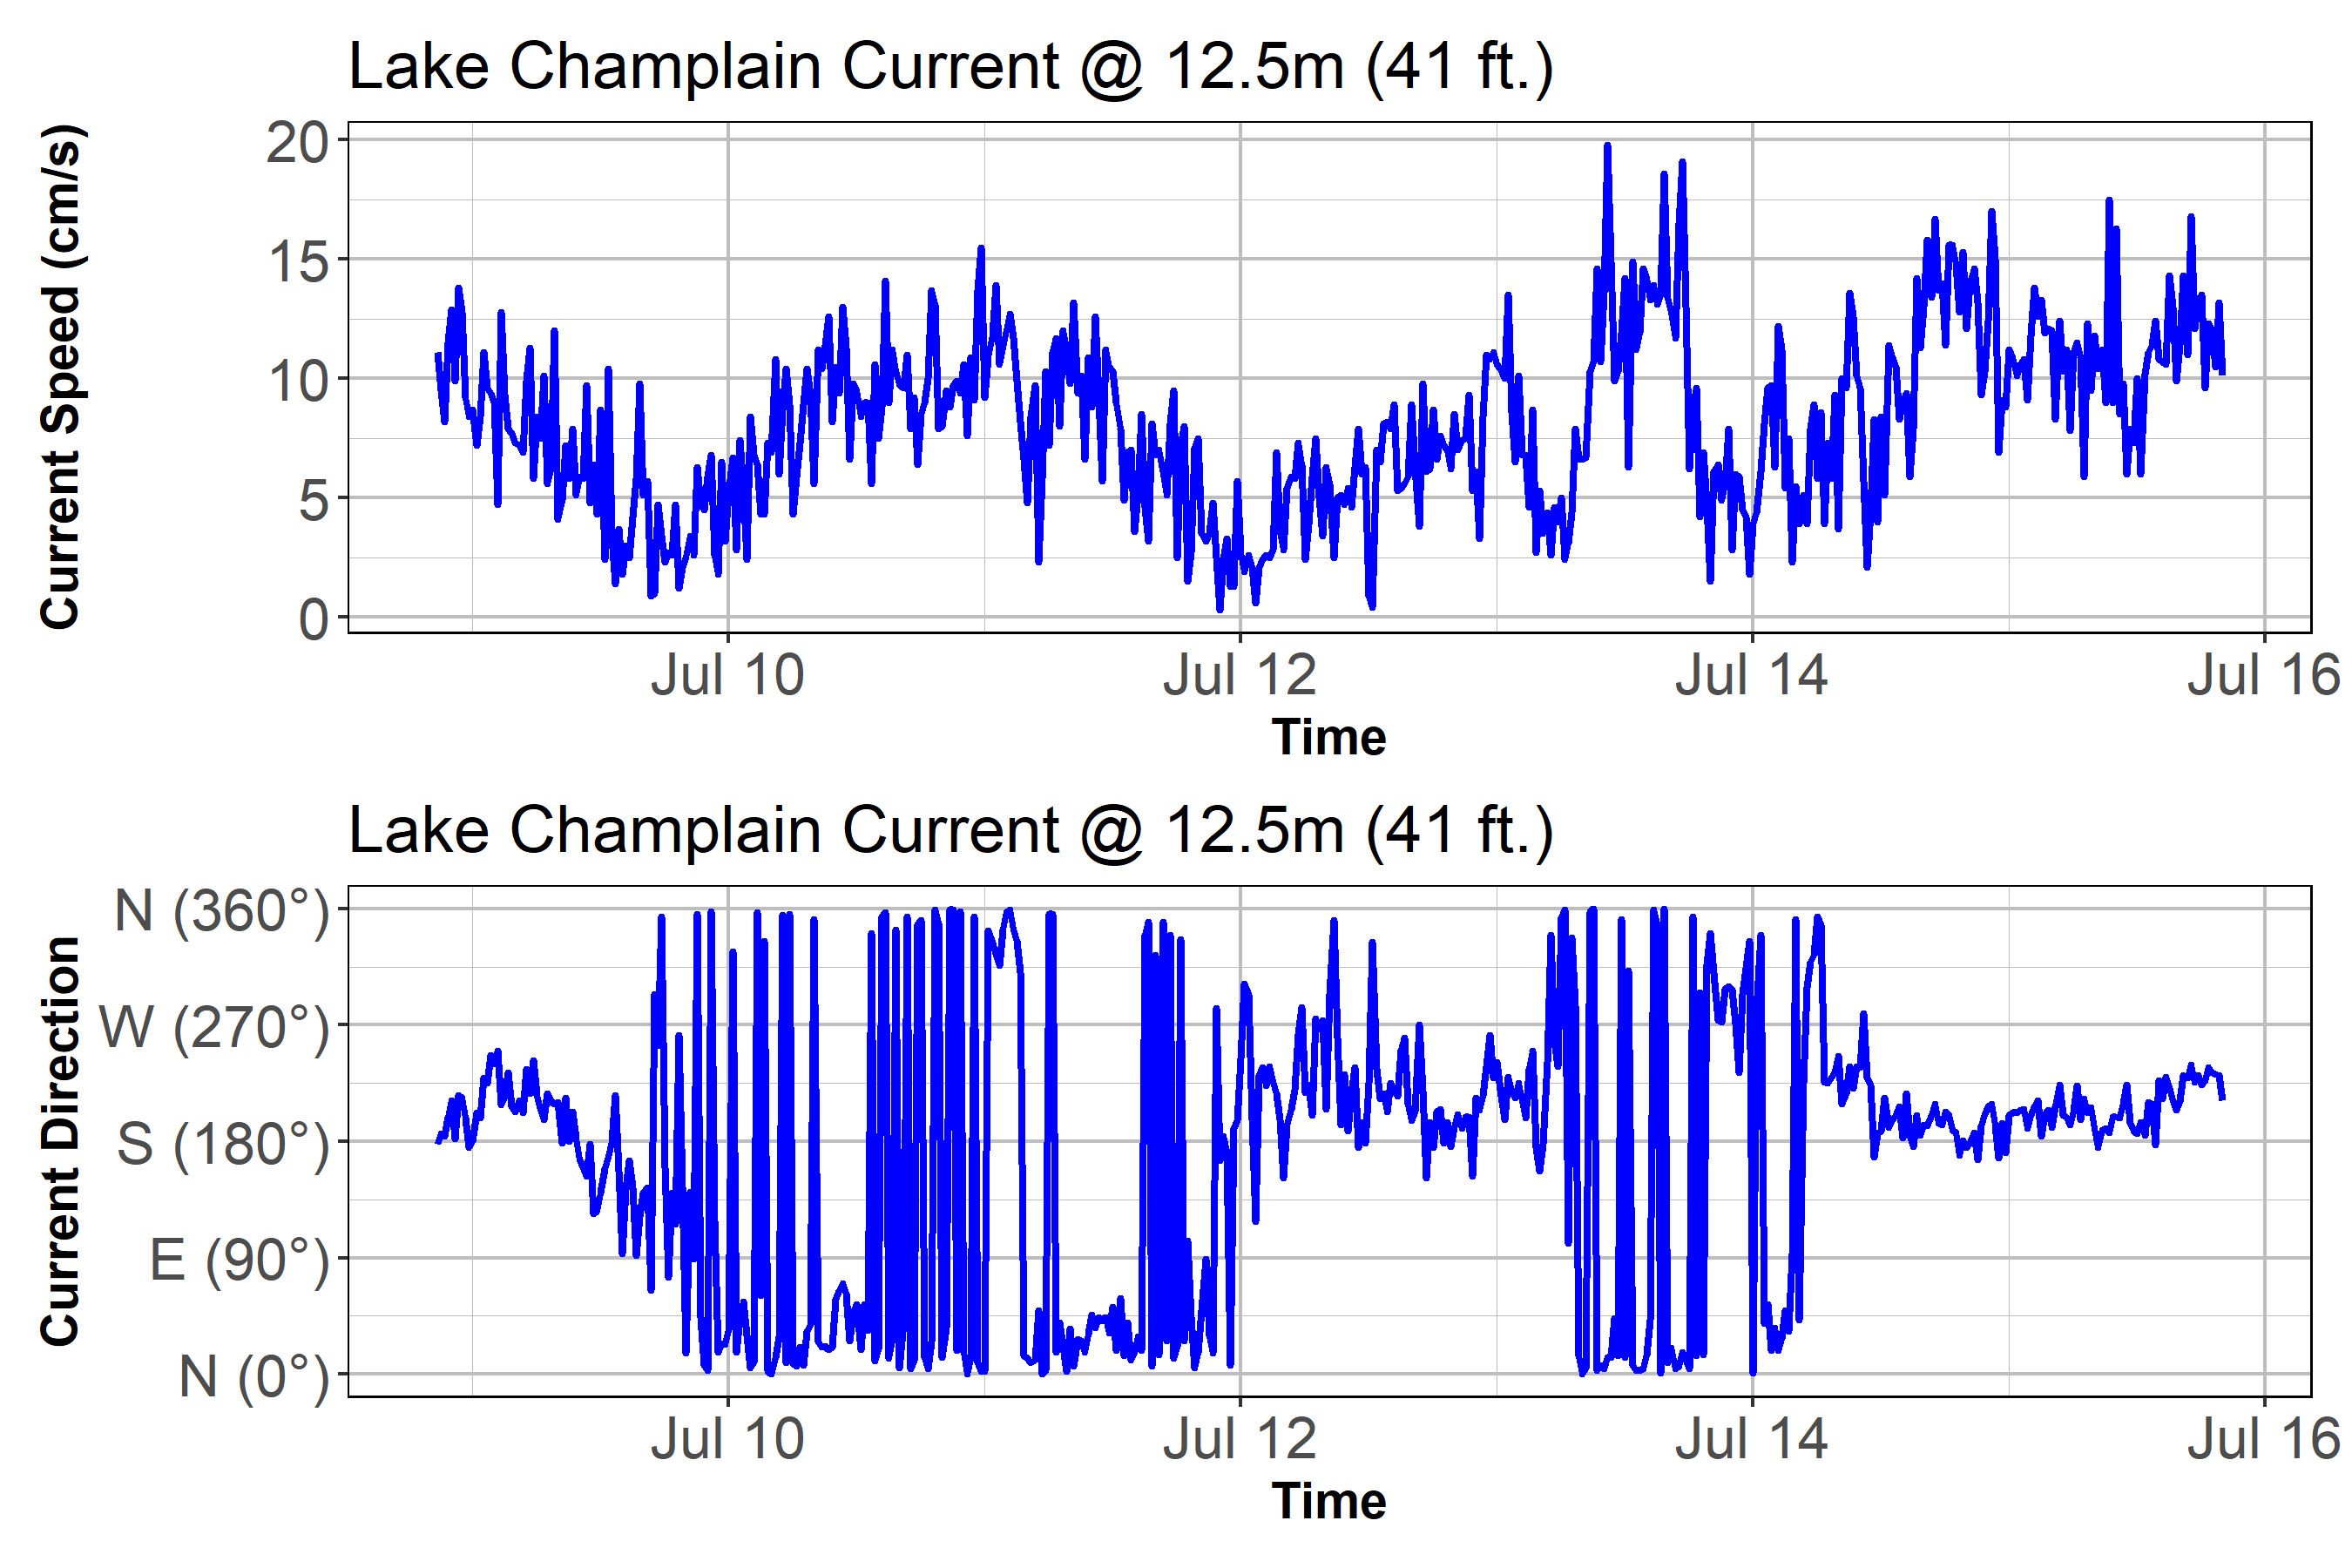 Lake Champlain Current @ 12.5m (41 ft.)
Current Speed (cm/s)
20
15
10
5
0
Jul 10 Jul 12 Jul 14 Jul 16
Time
Lake Champlain Current @ 12.5m (41 ft.)
Current Direction
N (360°)
W (270°)
S (180°)
E (90°)
N (0°)
Jul 10 Jul 12 Jul 14 Jul 16
Time